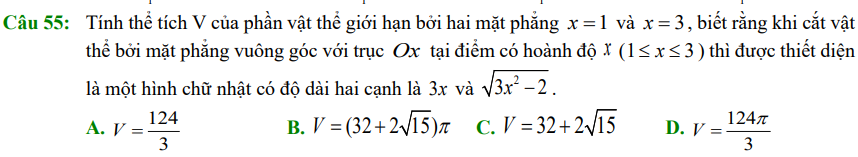 Câu 55: Tính thể tích V của phần vật thể giới hạn bởi hai mặt phẳng x = 1 và x = 3, biết rằng khi cắt vật
thể bởi mặt phẳng vuông góc với trục Ox tại điểm có hoành độ x (1 ≤ x ≤ 3) thì được thiết diện
là một hình chữ nhật có độ dài hai cạnh là 3x và √(3x² − 2).
A. V = 124/3 B. V = (32 + 2√15)π C. V = 32 + 2√15 D. V = 124π/3